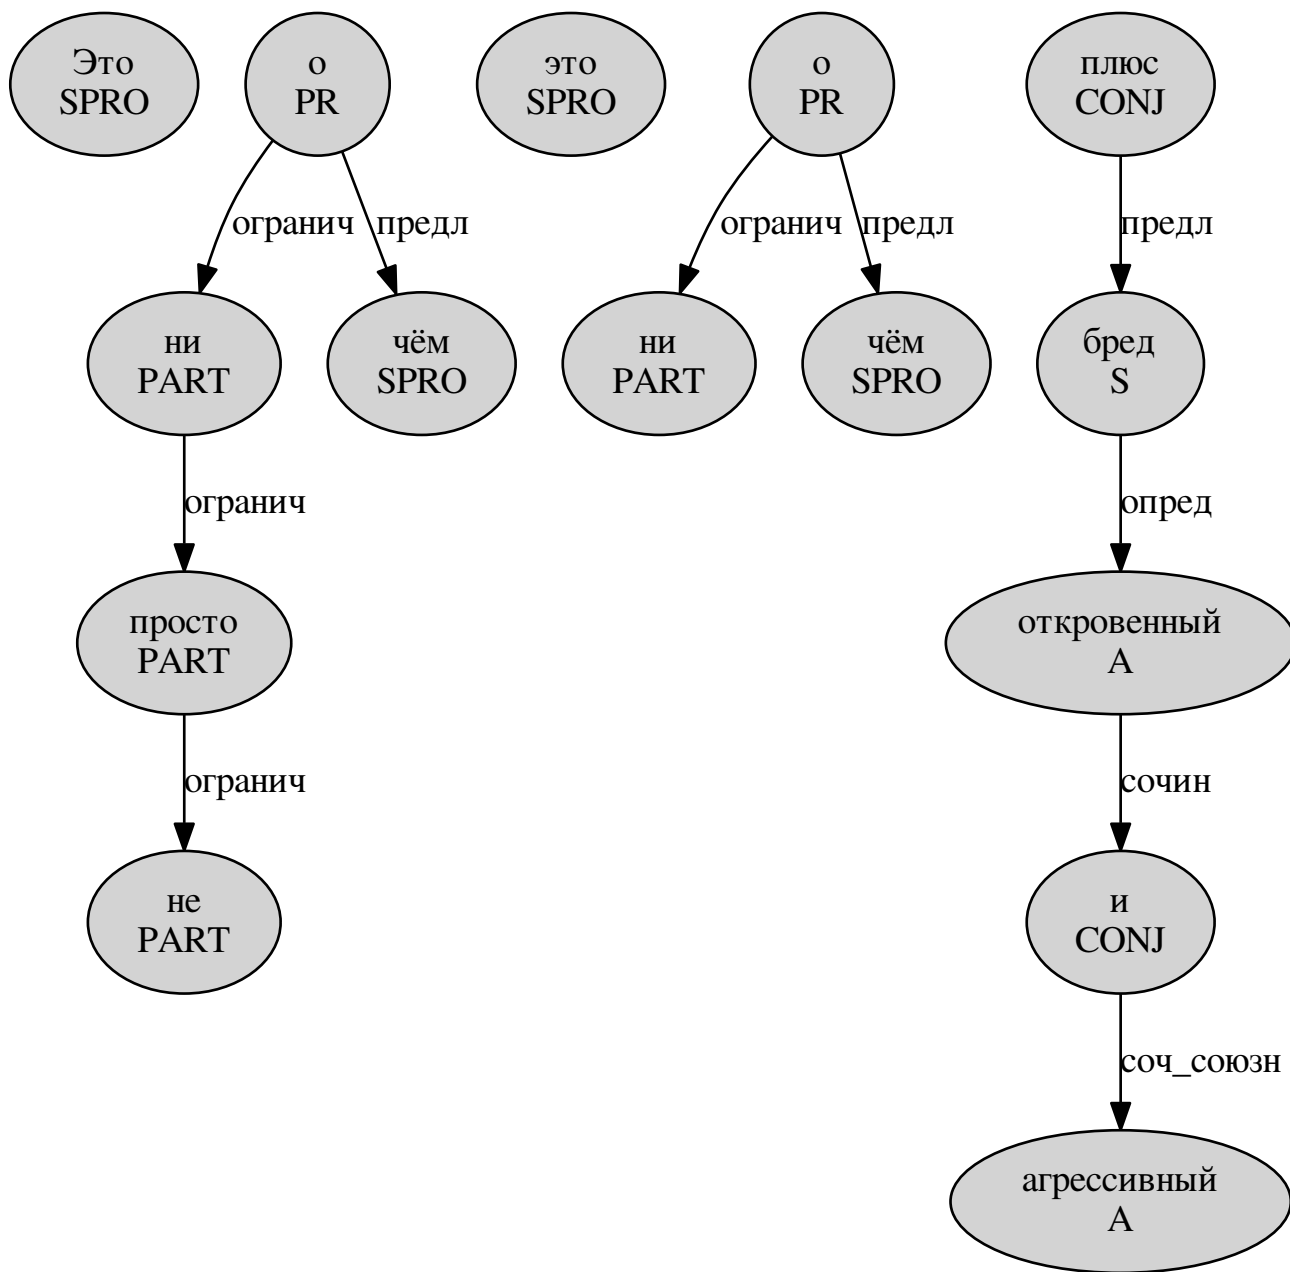 Это
SPRO
о
PR
это
SPRO
о
PR
плюс
CONJ
огранич
предл
огранич
предл
предл
ни
PART
чём
SPRO
ни
PART
чём
SPRO
бред
S
огранич
опред
просто
PART
откровенный
A
огранич
сочин
не
PART
и
CONJ
соч_союзн
агрессивный
A